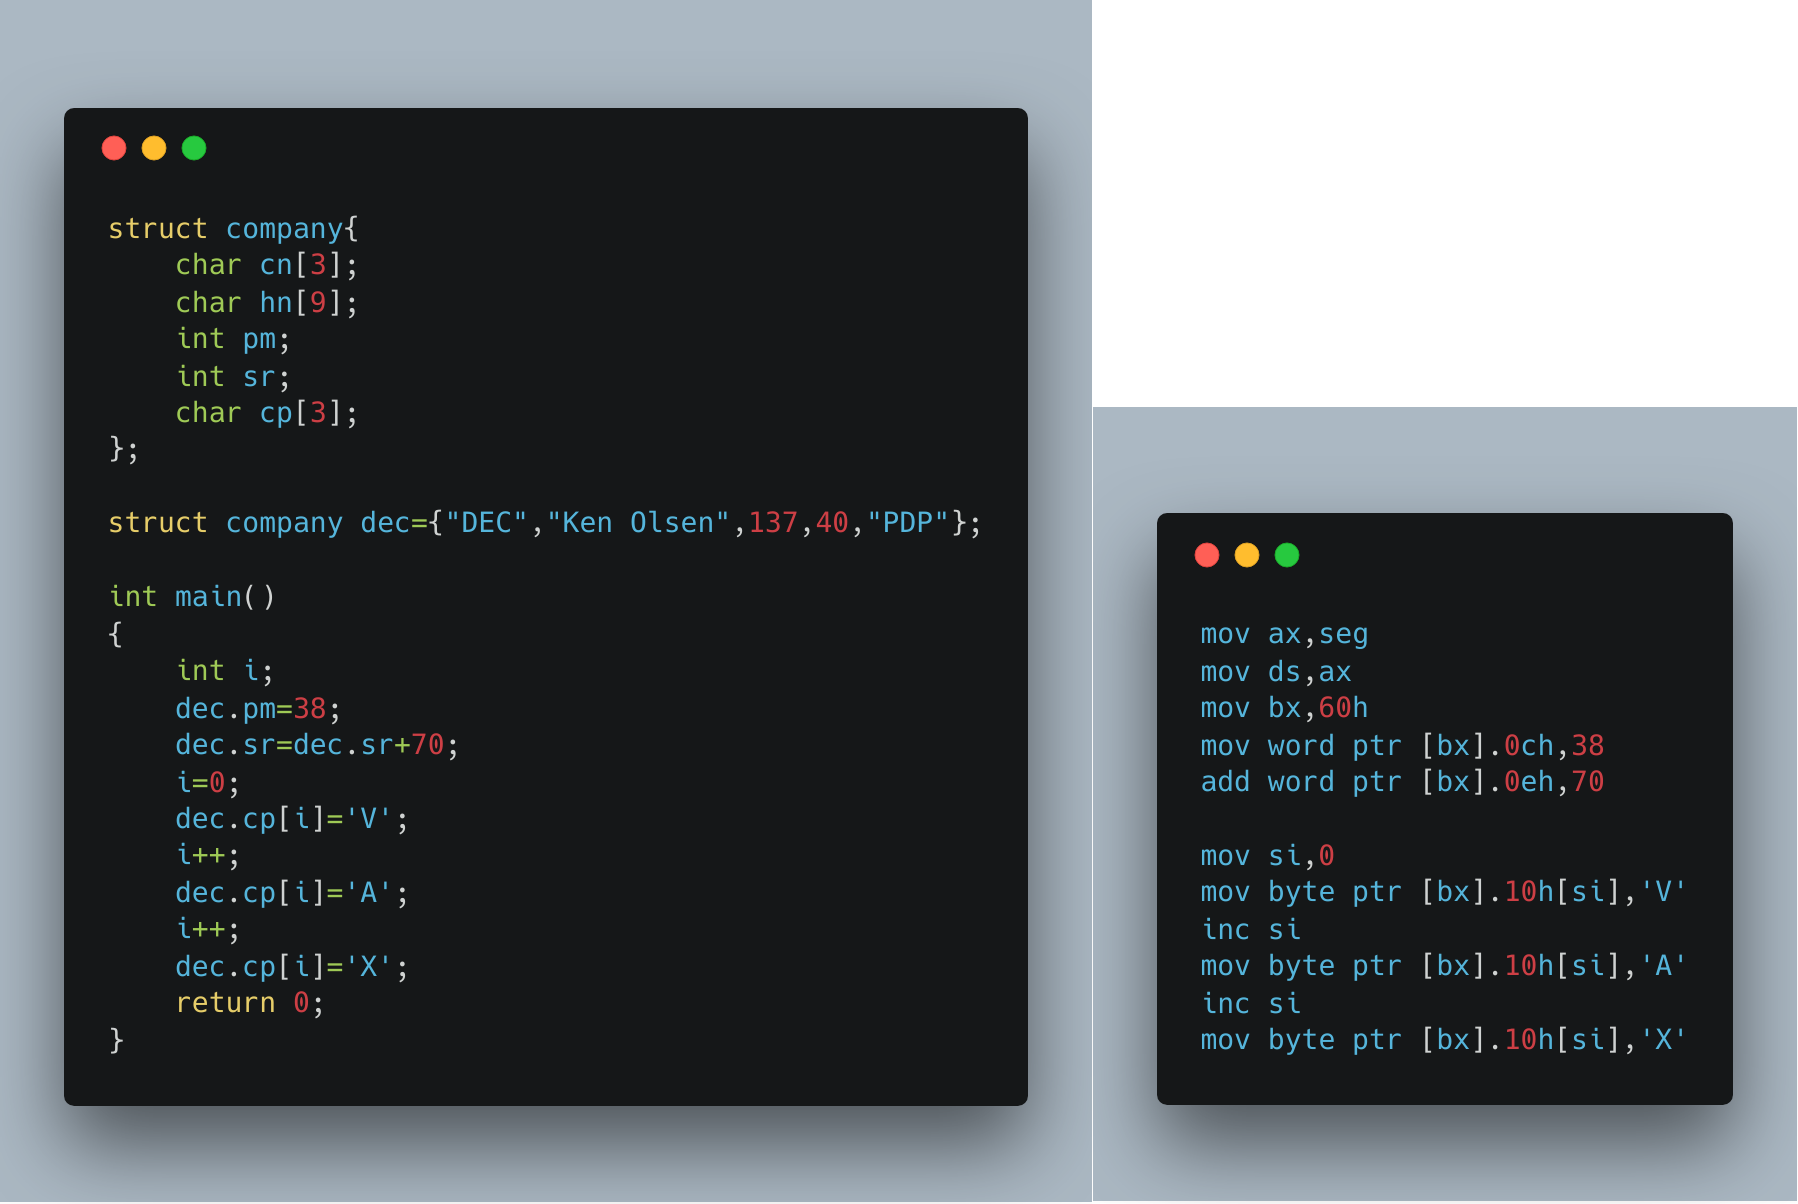 struct company{
    char cn[3];
    char hn[9];
    int pm;
    int sr;
    char cp[3];
};

struct company dec={"DEC","Ken Olsen",137,40,"PDP"};

int main()
{
    int i;
    dec.pm=38;
    dec.sr=dec.sr+70;
    i=0;
    dec.cp[i]='V';
    i++;
    dec.cp[i]='A';
    i++;
    dec.cp[i]='X';
    return 0;
}

mov ax,seg
mov ds,ax
mov bx,60h
mov word ptr [bx].0ch,38
add word ptr [bx].0eh,70

mov si,0
mov byte ptr [bx].10h[si],'V'
inc si
mov byte ptr [bx].10h[si],'A'
inc si
mov byte ptr [bx].10h[si],'X'